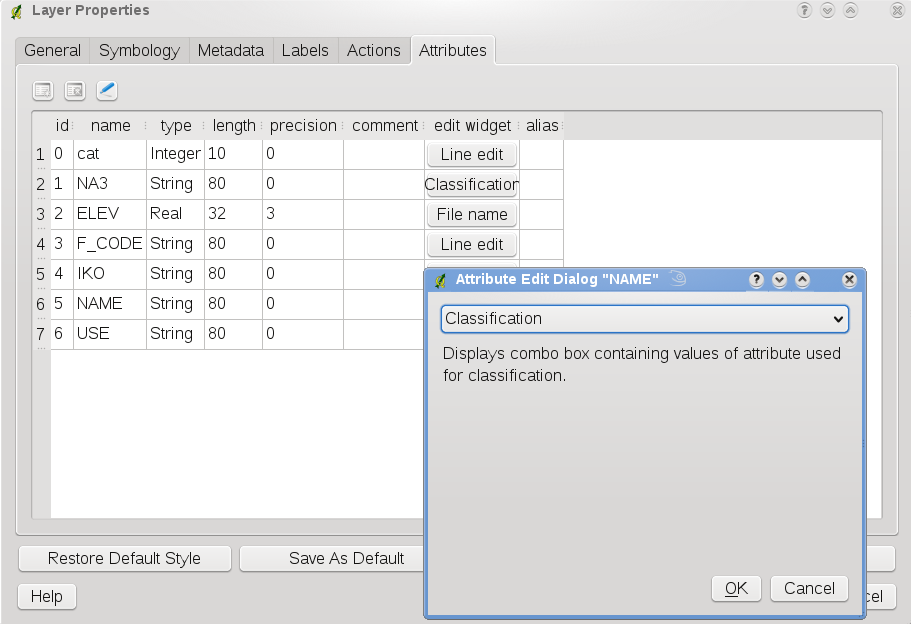 Layer Properties
General Symbology Metadata Labels Actions Attributes
id name type length precision comment edit widget alias
1 0 cat Integer 10 0 Line edit
2 1 NA3 String 80 0 Classification
3 2 ELEV Real 32 3 File name
4 3 F_CODE String 80 0 Line edit
5 4 IKO String 80 0
6 5 NAME String 80 0
7 6 USE String 80 0
Attribute Edit Dialog "NAME"
Classification
Displays combo box containing values of attribute used
for classification.
OK Cancel
Restore Default Style Save As Default
Help cel